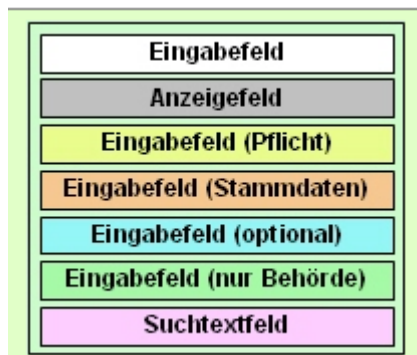 Eingabefeld
Anzeigefeld
Eingabefeld (Pflicht)
Eingabefeld (Stammdaten)
Eingabefeld (optional)
Eingabefeld (nur Behörde)
Suchtextfeld